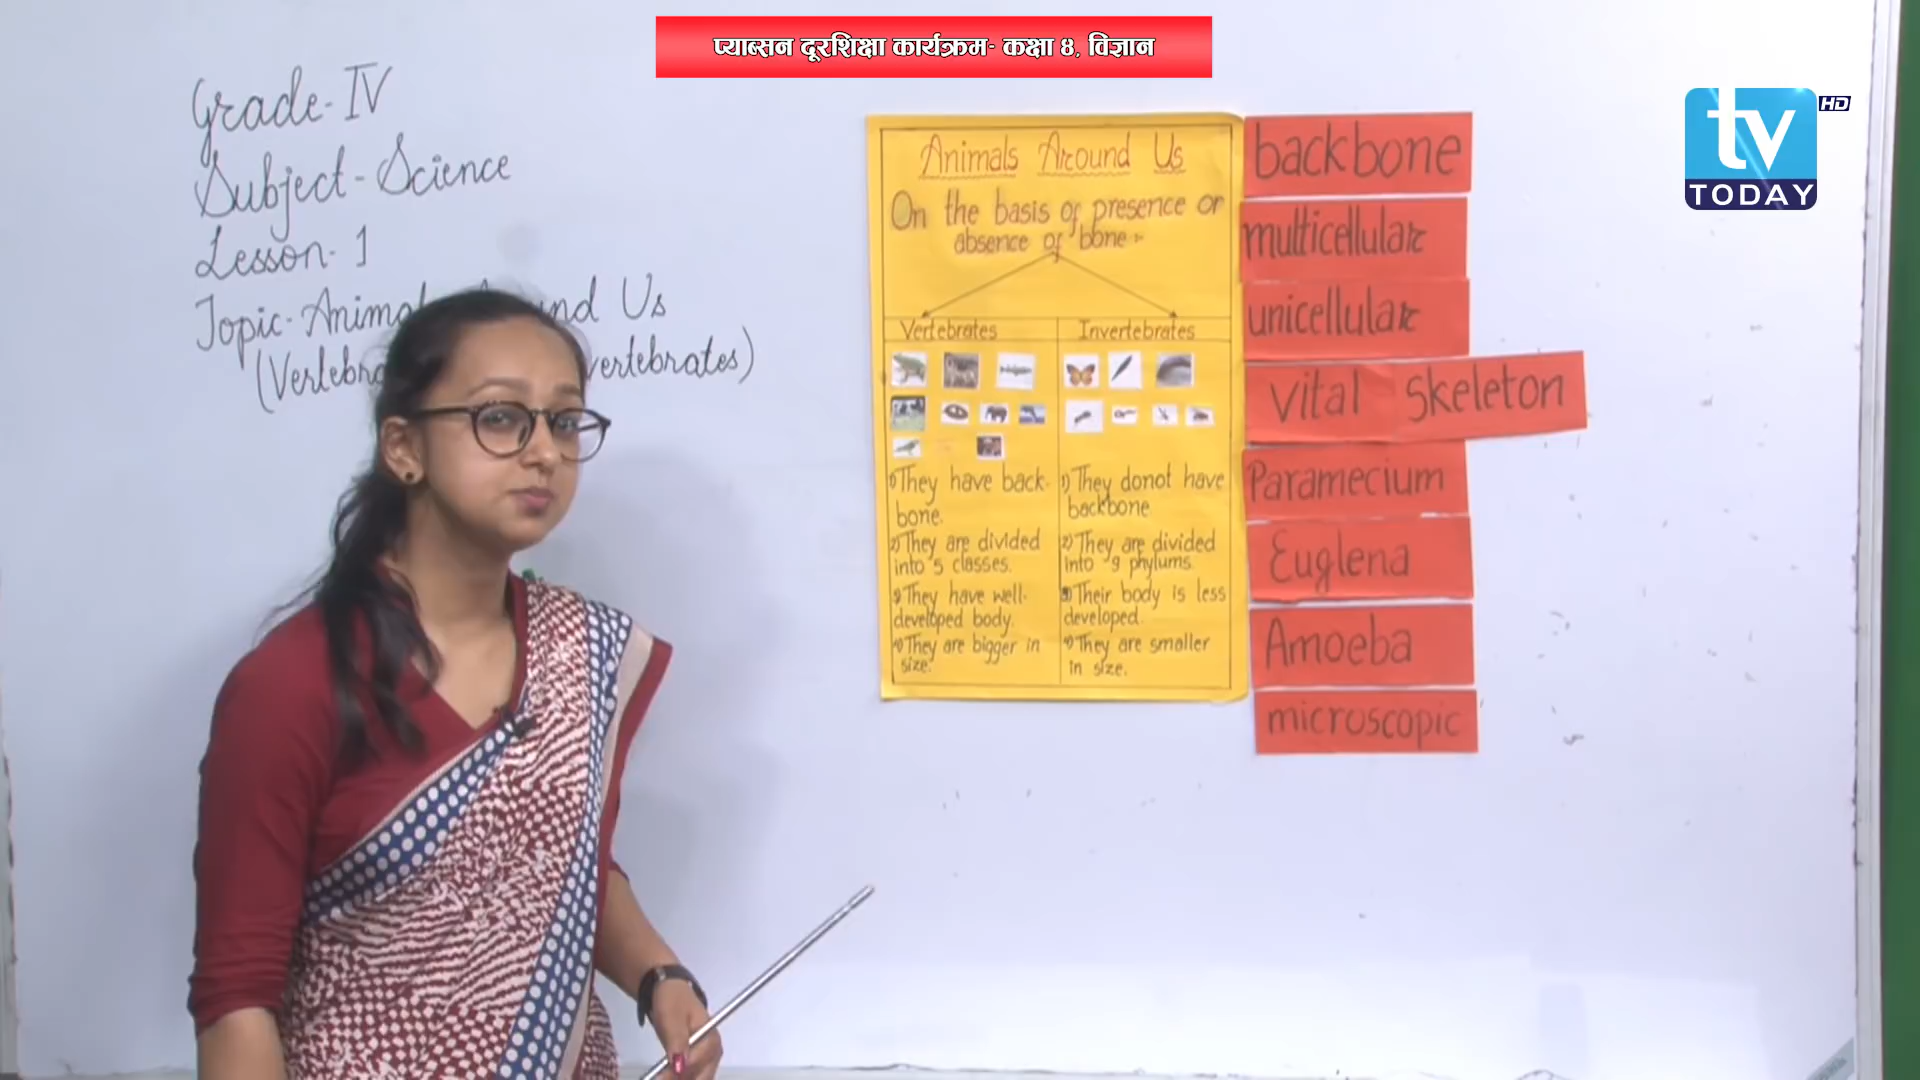 प्याब्सन दूरशिक्षा कार्यक्रम- कक्षा ४, विज्ञान
tv HD
TODAY
Grade-IV
Subject-Science
Lesson-1
Topic-Us
Animals Around Us
On the basis of presence or
absence of bone:-
Vertebrates
1) They have back-
bone.
2) They are divided
into 5 classes.
3) They have well-
developed body.
4) They are bigger in
size.
Invertebrates
1) They donot have
backbone
2) They are divided
into 9 phylums.
3) Their body is less
developed.
4) They are smaller
in size.
backbone
multicellular
unicellular
vital skeleton
Paramecium
Euglena
Amoeba
microscopic